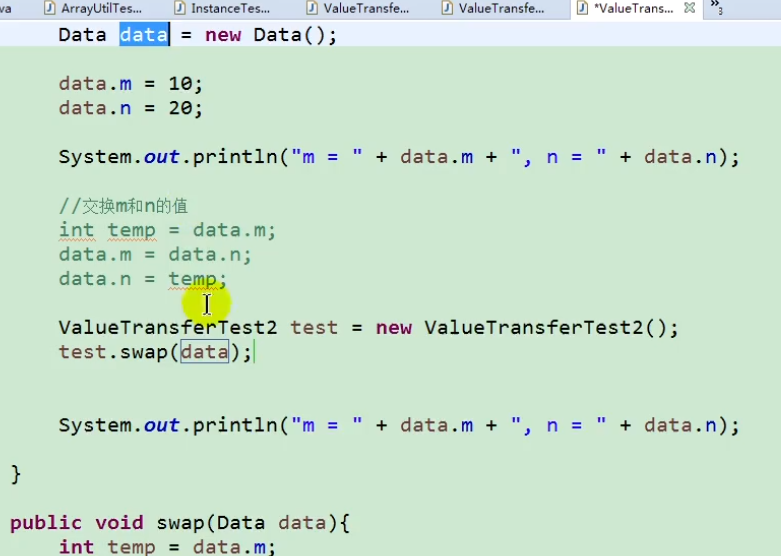 va ArrayUtilTes... InstanceTes... ValueTransfe... ValueTransfe... *ValueTrans... »3
Data data = new Data();
data.m = 10;
data.n = 20;
System.out.println("m = " + data.m + ", n = " + data.n);
//交换m和n的值
int temp = data.m;
data.m = data.n;
data.n = temp;
ValueTransferTest2 test = new ValueTransferTest2();
test.swap(data);
System.out.println("m = " + data.m + ", n = " + data.n);
}
public void swap(Data data){
int temp = data.m;